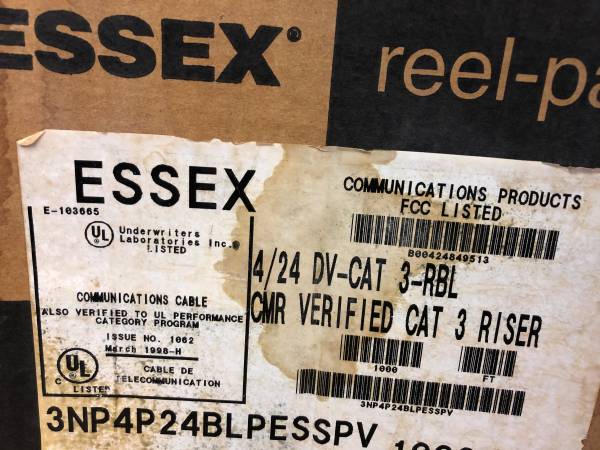 ESSEX
reel-pa
ESSEX
COMMUNICATIONS PRODUCTS
FCC LISTED
B00424849513
E-103665
UL Underwriters
Laboratories Inc.®
LISTED
4/24 DV-CAT 3-RBL
CMR VERIFIED CAT 3 RISER
COMMUNICATIONS CABLE
ALSO VERIFIED TO UL PERFORMANCE
CATEGORY PROGRAM
ISSUE NO. 1062
March 1998-H
C UL
LISTED
CABLE DE
TELECOMMUNICATION
1000
FT
3NP4P24BLPESSPV
3NP4P24BLPESSPV